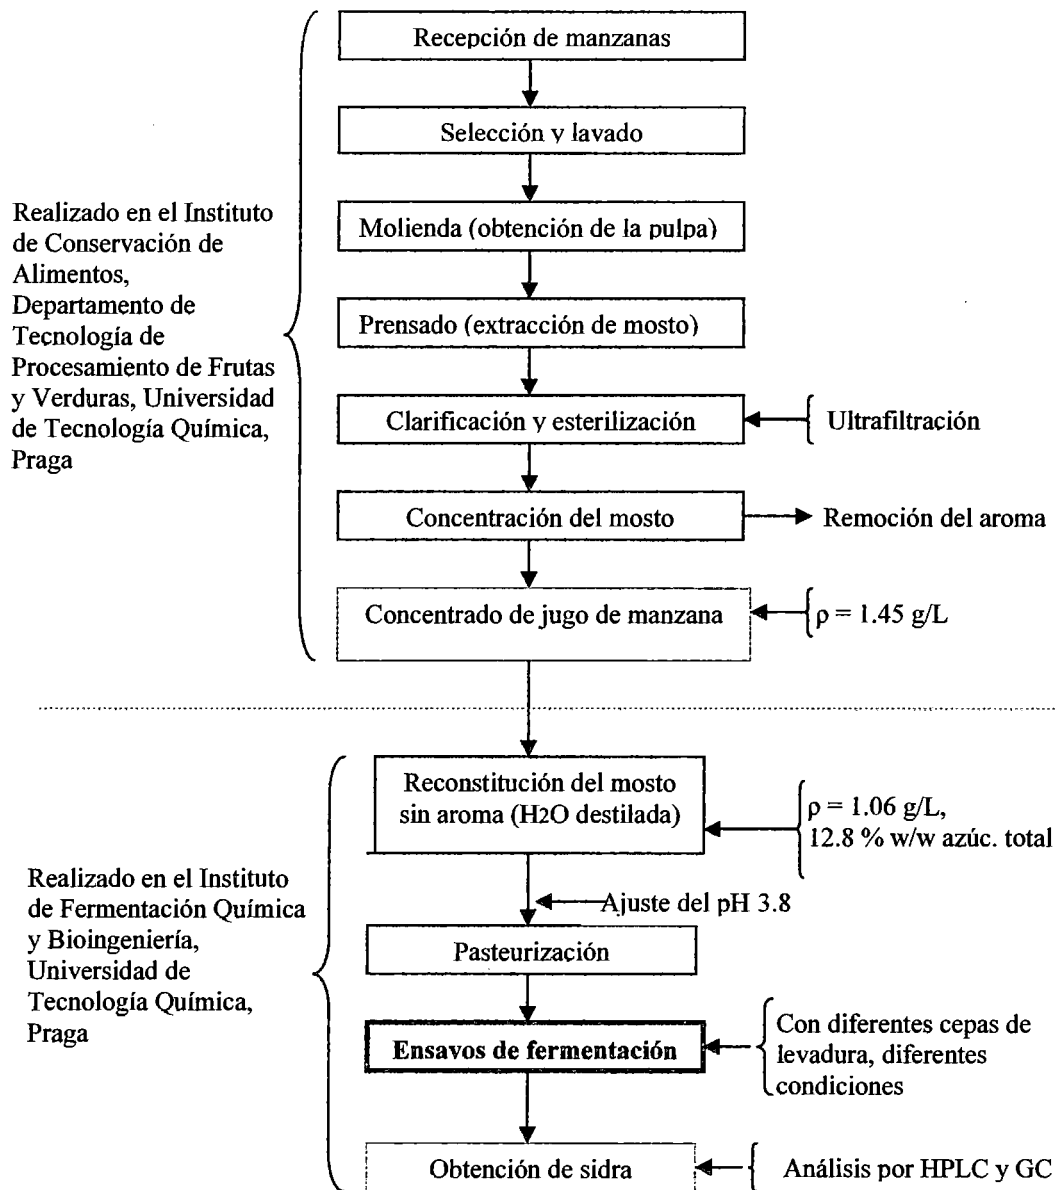 Recepción de manzanas
Selección y lavado
Realizado en el Instituto
de Conservación de
Alimentos,
Departamento de
Tecnología de
Procesamiento de Frutas
y Verduras, Universidad
de Tecnología Química,
Praga
Molienda (obtención de la pulpa)
Prensado (extracción de mosto)
Clarificación y esterilización
Ultrafiltración
Concentración del mosto
Remoción del aroma
Concentrado de jugo de manzana
ρ = 1.45 g/L
Reconstitución del mosto
sin aroma (H2O destilada)
ρ = 1.06 g/L,
12.8 % w/w azúc. total
Realizado en el Instituto
de Fermentación Química
y Bioingeniería,
Universidad de
Tecnología Química,
Praga
Ajuste del pH 3.8
Pasteurización
Ensayos de fermentación
Con diferentes cepas de
levadura, diferentes
condiciones
Obtención de sidra
Análisis por HPLC y GC